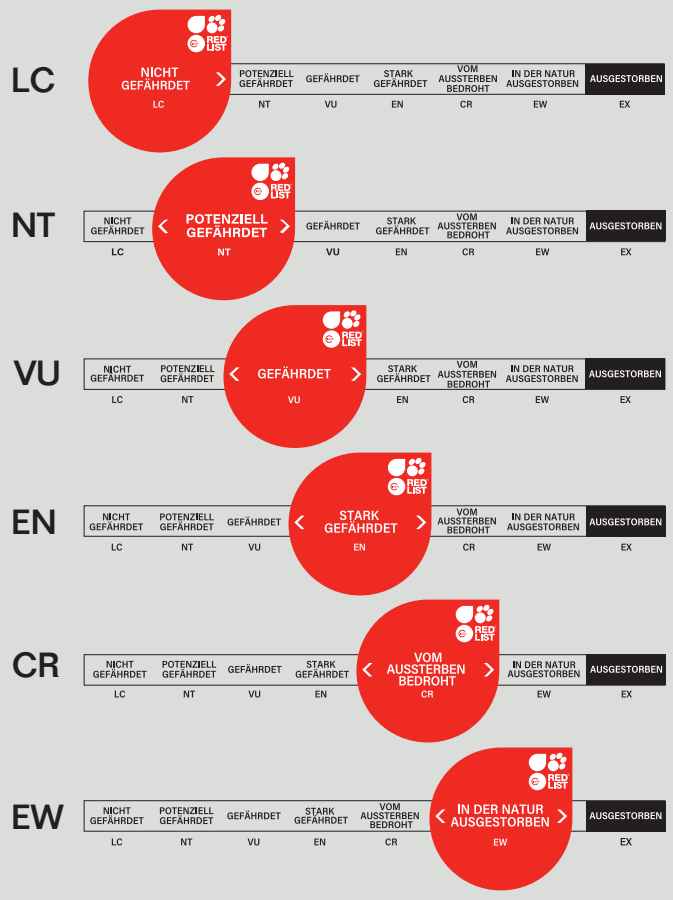 LC
RED LIST
NICHT GEFÄHRDET
LC
POTENZIELL GEFÄHRDET
NT
GEFÄHRDET
VU
STARK GEFÄHRDET
EN
VOM AUSSTERBEN BEDROHT
CR
IN DER NATUR AUSGESTORBEN
EW
AUSGESTORBEN
EX
NT
NICHT GEFÄHRDET
LC
RED LIST
POTENZIELL GEFÄHRDET
NT
GEFÄHRDET
VU
STARK GEFÄHRDET
EN
VOM AUSSTERBEN BEDROHT
CR
IN DER NATUR AUSGESTORBEN
EW
AUSGESTORBEN
EX
VU
NICHT GEFÄHRDET
LC
POTENZIELL GEFÄHRDET
NT
RED LIST
GEFÄHRDET
VU
STARK GEFÄHRDET
EN
VOM AUSSTERBEN BEDROHT
CR
IN DER NATUR AUSGESTORBEN
EW
AUSGESTORBEN
EX
EN
NICHT GEFÄHRDET
LC
POTENZIELL GEFÄHRDET
NT
GEFÄHRDET
VU
RED LIST
STARK GEFÄHRDET
EN
VOM AUSSTERBEN BEDROHT
CR
IN DER NATUR AUSGESTORBEN
EW
AUSGESTORBEN
EX
CR
NICHT GEFÄHRDET
LC
POTENZIELL GEFÄHRDET
NT
GEFÄHRDET
VU
STARK GEFÄHRDET
EN
RED LIST
VOM AUSSTERBEN BEDROHT
CR
IN DER NATUR AUSGESTORBEN
EW
AUSGESTORBEN
EX
EW
NICHT GEFÄHRDET
LC
POTENZIELL GEFÄHRDET
NT
GEFÄHRDET
VU
STARK GEFÄHRDET
EN
VOM AUSSTERBEN BEDROHT
CR
RED LIST
IN DER NATUR AUSGESTORBEN
EW
AUSGESTORBEN
EX